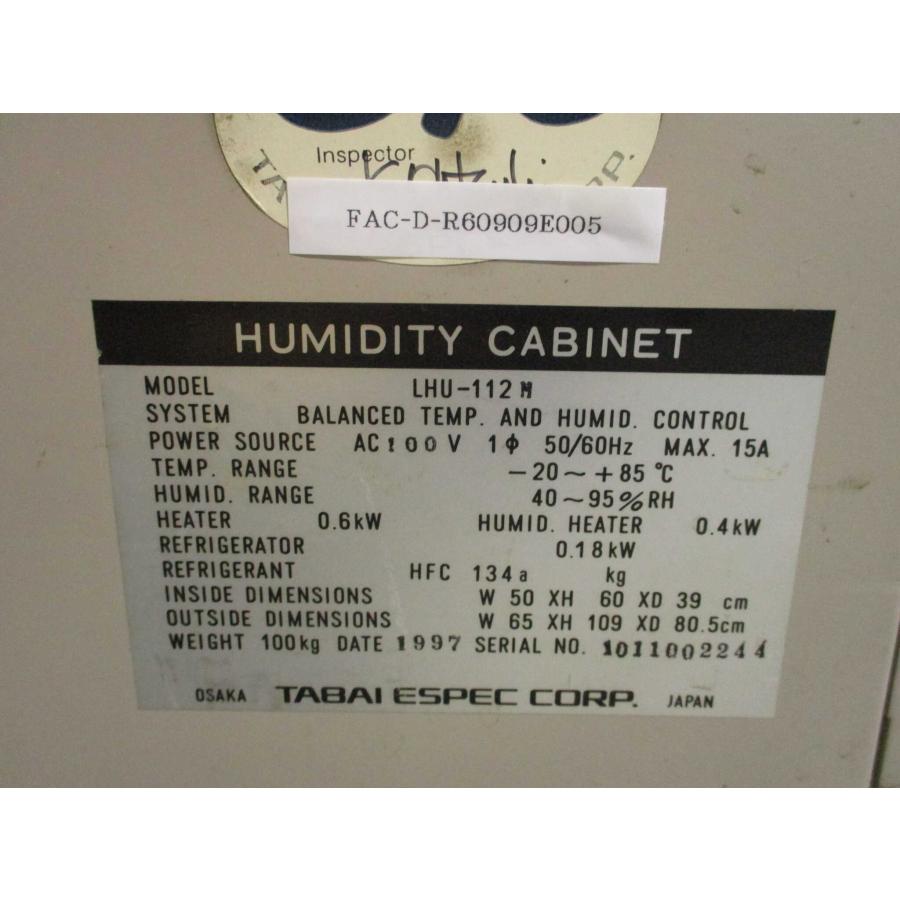 Inspector
FAC-D-R60909E005
HUMIDITY CABINET
MODEL LHU-112M
SYSTEM BALANCED TEMP. AND HUMID. CONTROL
POWER SOURCE AC 100 V 1Φ 50/60Hz MAX. 15A
TEMP. RANGE -20~+85℃
HUMID. RANGE 40~95%RH
HEATER 0.6kW HUMID. HEATER 0.4kW
REFRIGERATOR 0.18kW
REFRIGERANT HFC 134a kg
INSIDE DIMENSIONS W 50 XH 60 XD 39 cm
OUTSIDE DIMENSIONS W 65 XH 109 XD 80.5cm
WEIGHT 100kg DATE 1997 SERIAL NO. 1011002244
OSAKA TABAI ESPEC CORP. JAPAN